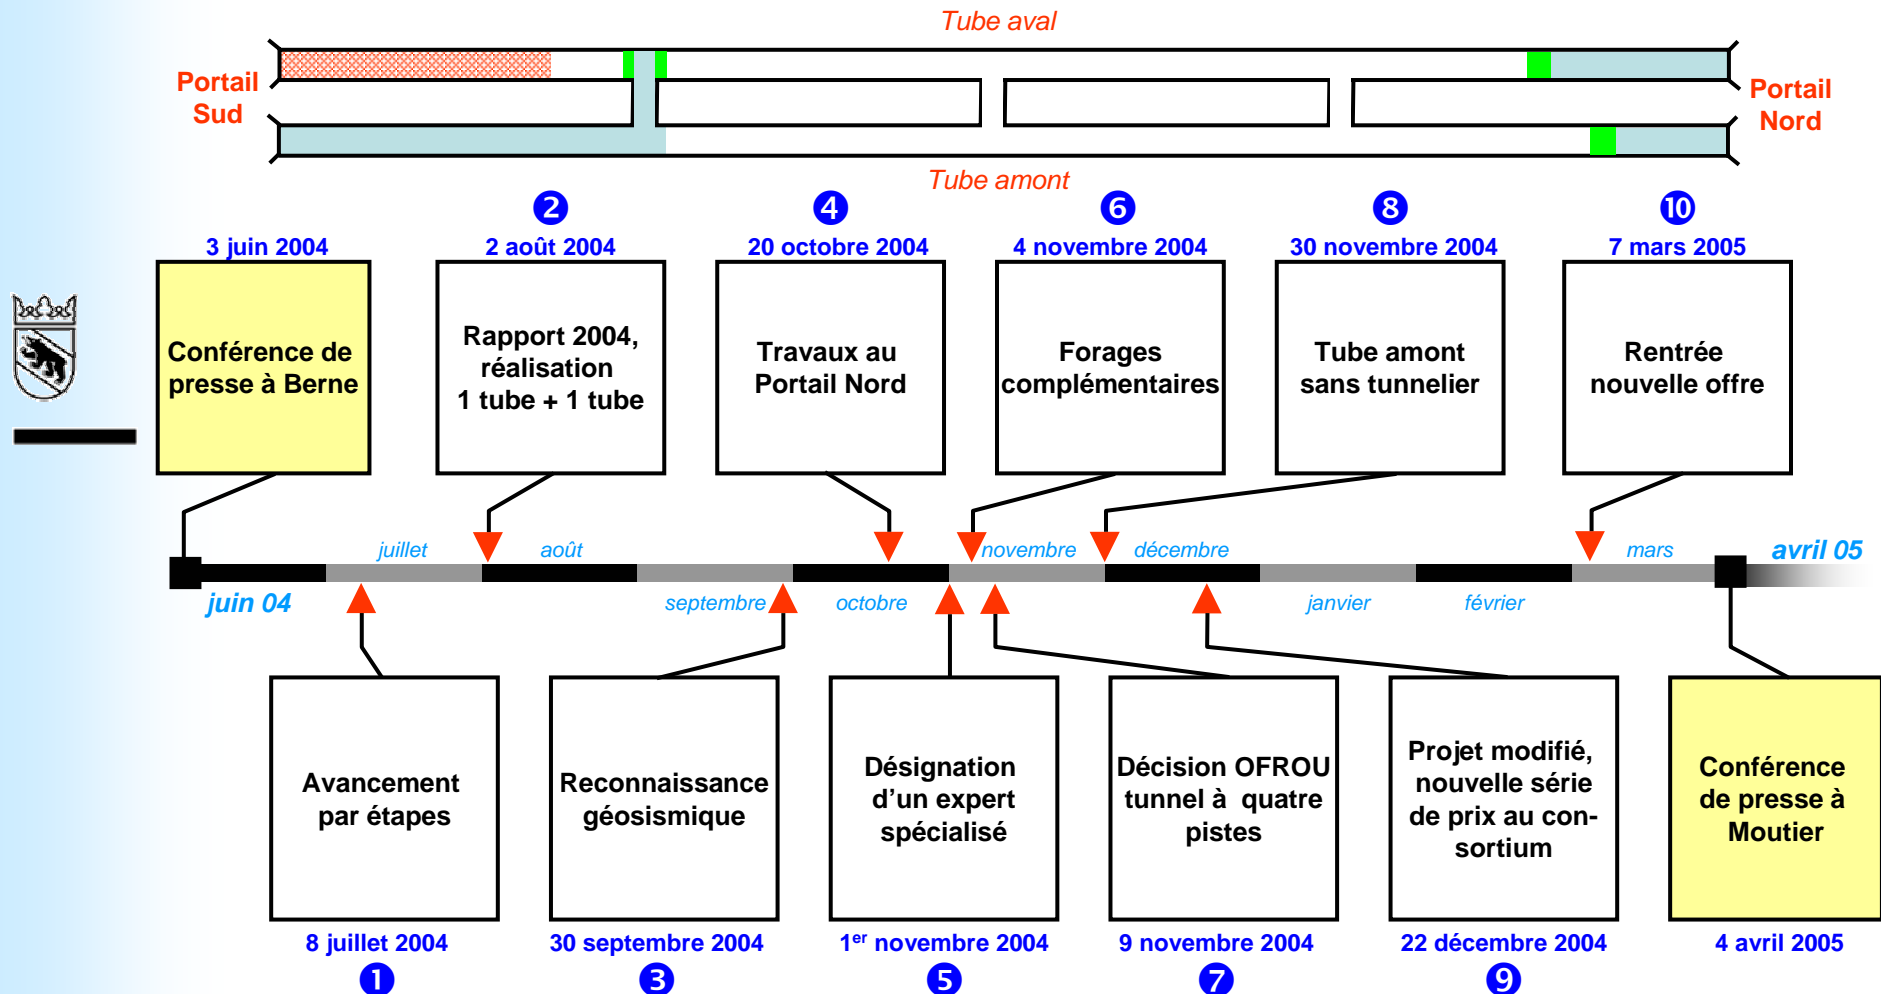 Tube aval
Portail
Sud
Portail
Nord
Tube amont
❷
2 août 2004
❹
20 octobre 2004
❻
4 novembre 2004
❽
30 novembre 2004
❿
7 mars 2005
3 juin 2004
Conférence de
presse à Berne
Rapport 2004,
réalisation
1 tube + 1 tube
Travaux au
Portail Nord
Forages
complémentaires
Tube amont
sans tunnelier
Rentrée
nouvelle offre
juillet
août
novembre
décembre
mars
avril 05
juin 04
septembre
octobre
janvier
février
Avancement
par étapes
Reconnaissance
géosismique
Désignation
d'un expert
spécialisé
Décision OFROU
tunnel à quatre
pistes
Projet modifié,
nouvelle série
de prix au con-
sortium
Conférence
de presse à
Moutier
8 juillet 2004
❶
30 septembre 2004
❸
1er novembre 2004
❺
9 novembre 2004
❼
22 décembre 2004
❾
4 avril 2005